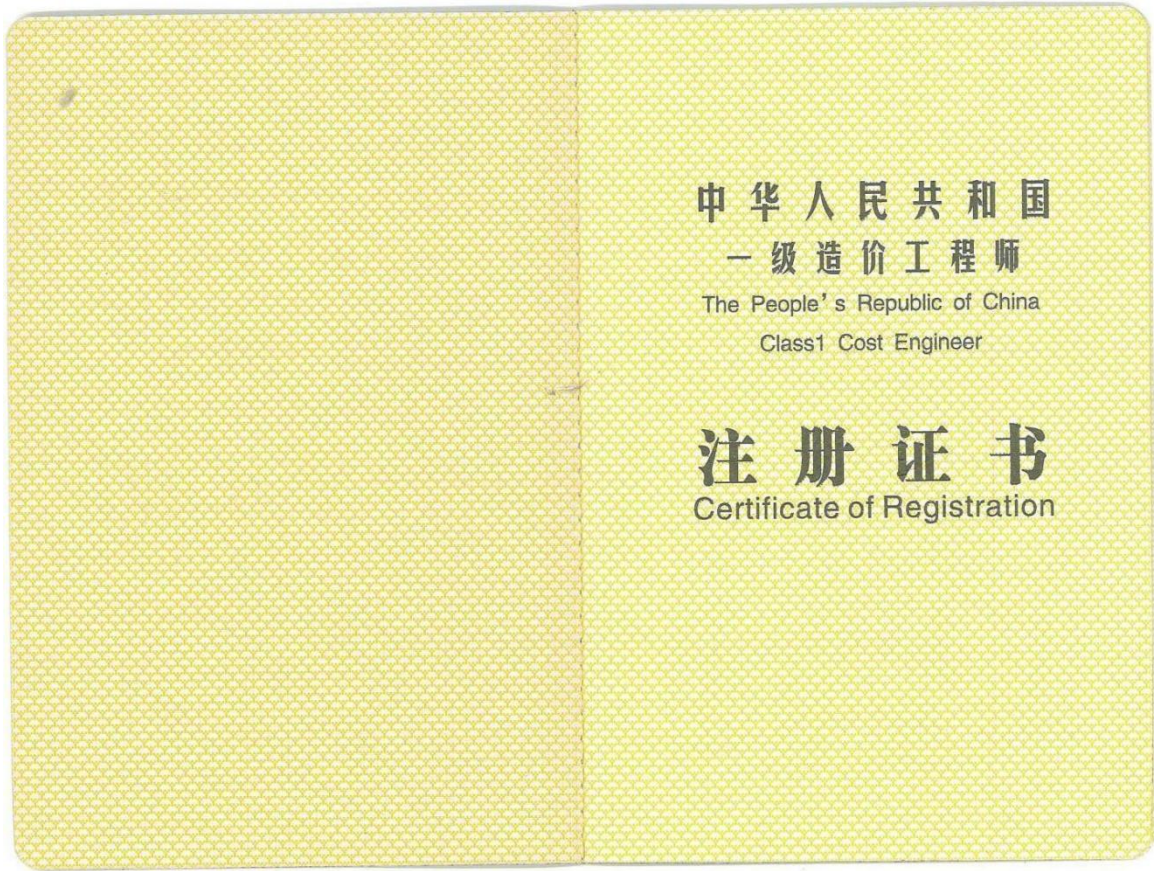 中华人民共和国
一级造价工程师
The People's Republic of China
Class1 Cost Engineer
注册证书
Certificate of Registration